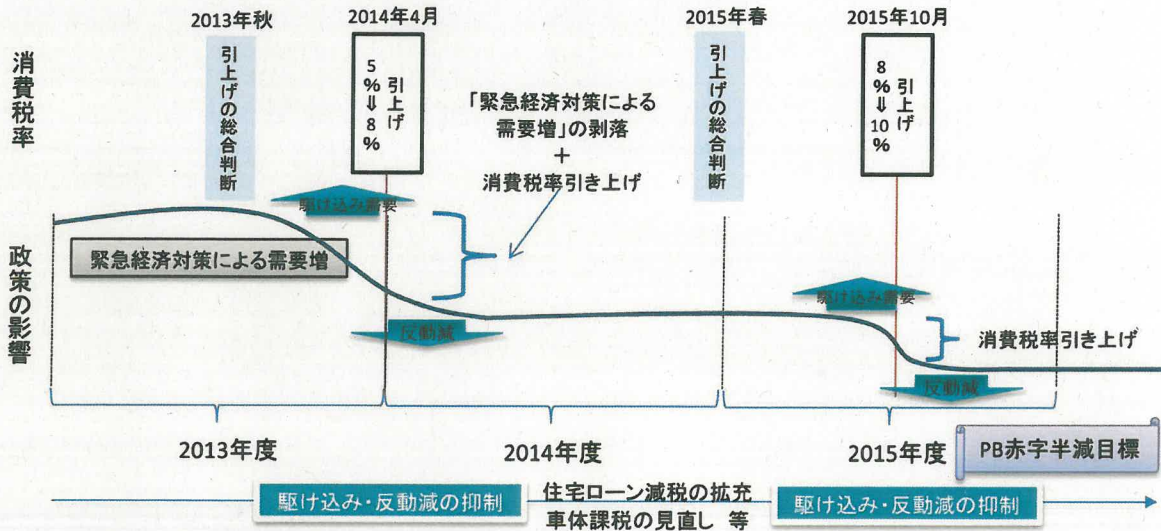 2013年秋
2014年4月
2015年春
2015年10月
消費税率
引上げの総合判断
5%⇓8%
引上げ
「緊急経済対策による
需要増」の剥落
+
消費税率引き上げ
引上げの総合判断
8%⇓10%
引上げ
政策の影響
駆け込み需要
緊急経済対策による需要増
反動減
駆け込み需要
消費税率引き上げ
反動減
2013年度
2014年度
2015年度
PB赤字半減目標
駆け込み・反動減の抑制
住宅ローン減税の拡充
車体課税の見直し 等
駆け込み・反動減の抑制